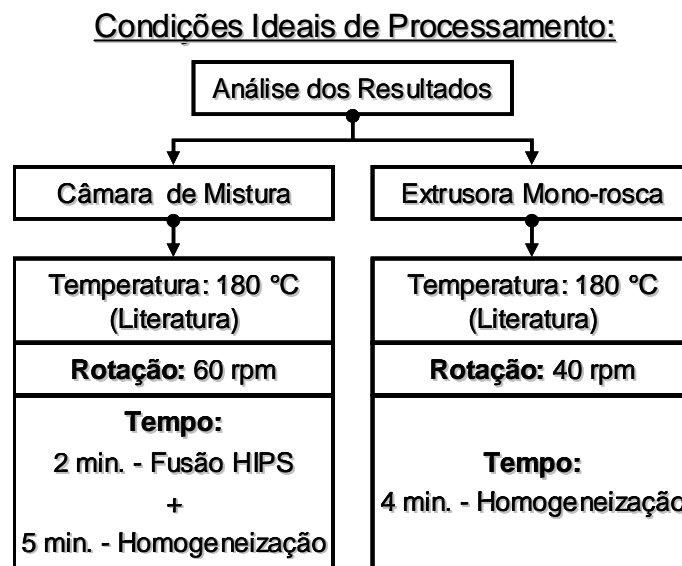 Condições Ideais de Processamento:
Análise dos Resultados
Câmara de Mistura
Temperatura: 180 °C
(Literatura)
Rotação: 60 rpm
Tempo:
2 min. - Fusão HIPS
+
5 min. - Homogeneização
Extrusora Mono-rosca
Temperatura: 180 °C
(Literatura)
Rotação: 40 rpm
Tempo:
4 min. - Homogeneização